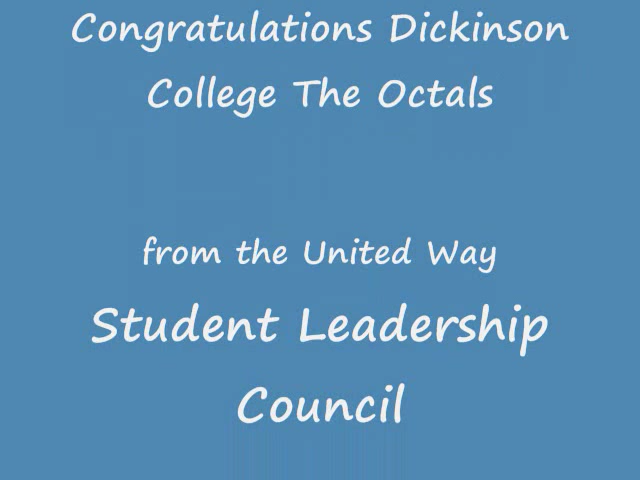 Congratulations Dickinson
College The Octals
from the United Way
Student Leadership
Council